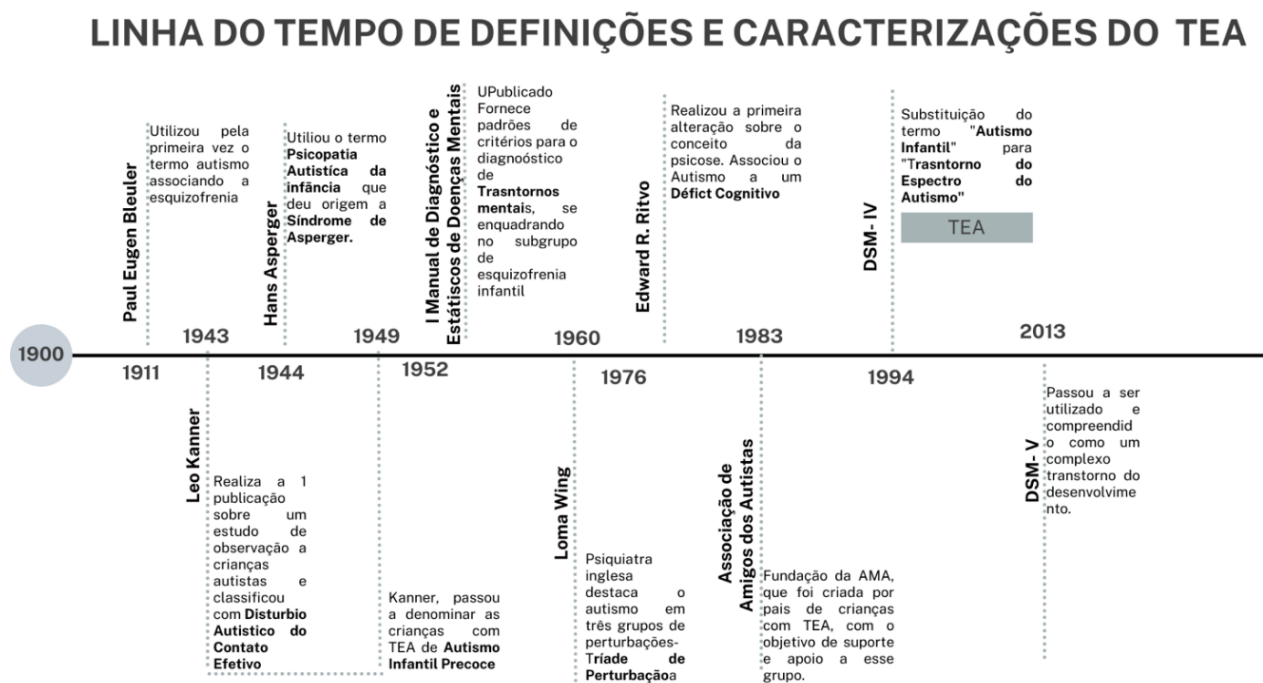 LINHA DO TEMPO DE DEFINIÇÕES E CARACTERIZAÇÕES DO TEA
Paul Eugen Bleuler
Utilizou pela
primeira vez o
termo autismo
associando a
esquizofrenia
Hans Asperger
Utiliou o termo
Psicopatia
Autistíca da
infância que
deu origem a
Síndrome de
Asperger.
I Manual de Diagnóstico e
Estátiscos de Doenças Mentais
UPublicado
Fornece
padrões de
critérios para o
diagnoóstico
de
Trasntornos
mentais, se
enquadrando
no subgrupo
de
esquizofrenia
infantil
Edward R. Ritvo
Realizou a primeira
alteração sobre o
conceito da
psicose. Associou o
Autismo a um
Défict Cognitivo
DSM- IV
Substituição do
termo "Autismo
Infantil" para
"Trasntorno do
Espectro do
Autismo"
TEA
1900
1943
1949
1960
1983
2013
1911
1944
1952
1976
1994
Leo Kanner
Realiza a 1
publicação
sobre um
estudo de
observação a
crianças
autistas e
classificou
com Disturbio
Autistico do
Contato
Efetivo
Kanner, passou
a denominar as
crianças com
TEA de Autismo
Infantil Precoce
Loma Wing
Psiquiatra
inglesa
destaca o
autismo em
três grupos de
perturbações-
Tríade de
Perturbaçãoa
Associação de
Amigos dos Autistas
Fundação da AMA,
que foi criada por
pais de crianças
com TEA, com o
objetivo de suporte
e apoio a esse
grupo.
DSM- V
Passou a ser
utilizado e
compreendid
o como um
complexo
transtorno do
desenvolvime
nto.